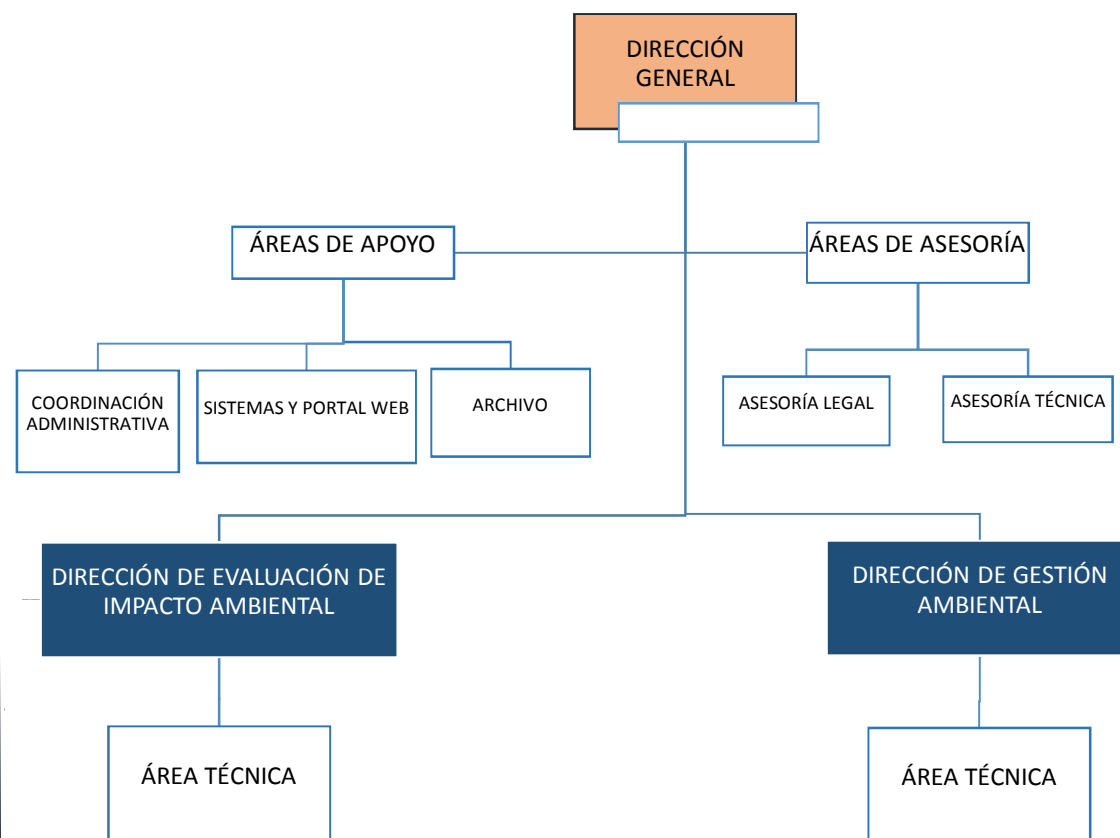 DIRECCIÓN
GENERAL
ÁREAS DE APOYO
ÁREAS DE ASESORÍA
COORDINACIÓN
ADMINISTRATIVA
SISTEMAS Y PORTAL WEB
ARCHIVO
ASESORÍA LEGAL
ASESORÍA TÉCNICA
DIRECCIÓN DE EVALUACIÓN DE
IMPACTO AMBIENTAL
DIRECCIÓN DE GESTIÓN
AMBIENTAL
ÁREA TÉCNICA
ÁREA TÉCNICA